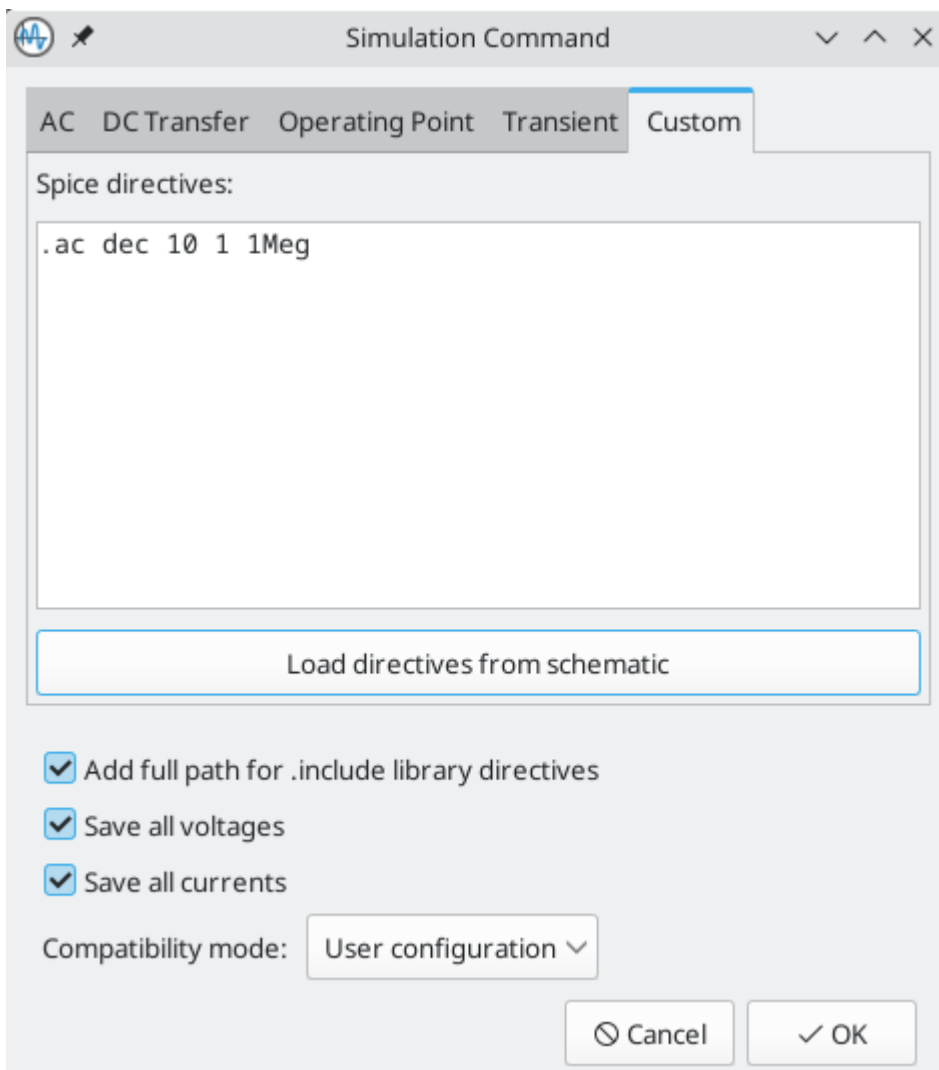 Simulation Command
AC DC Transfer Operating Point Transient Custom
Spice directives:
.ac dec 10 1 1Meg
Load directives from schematic
Add full path for .include library directives
Save all voltages
Save all currents
Compatibility mode: User configuration
Cancel OK